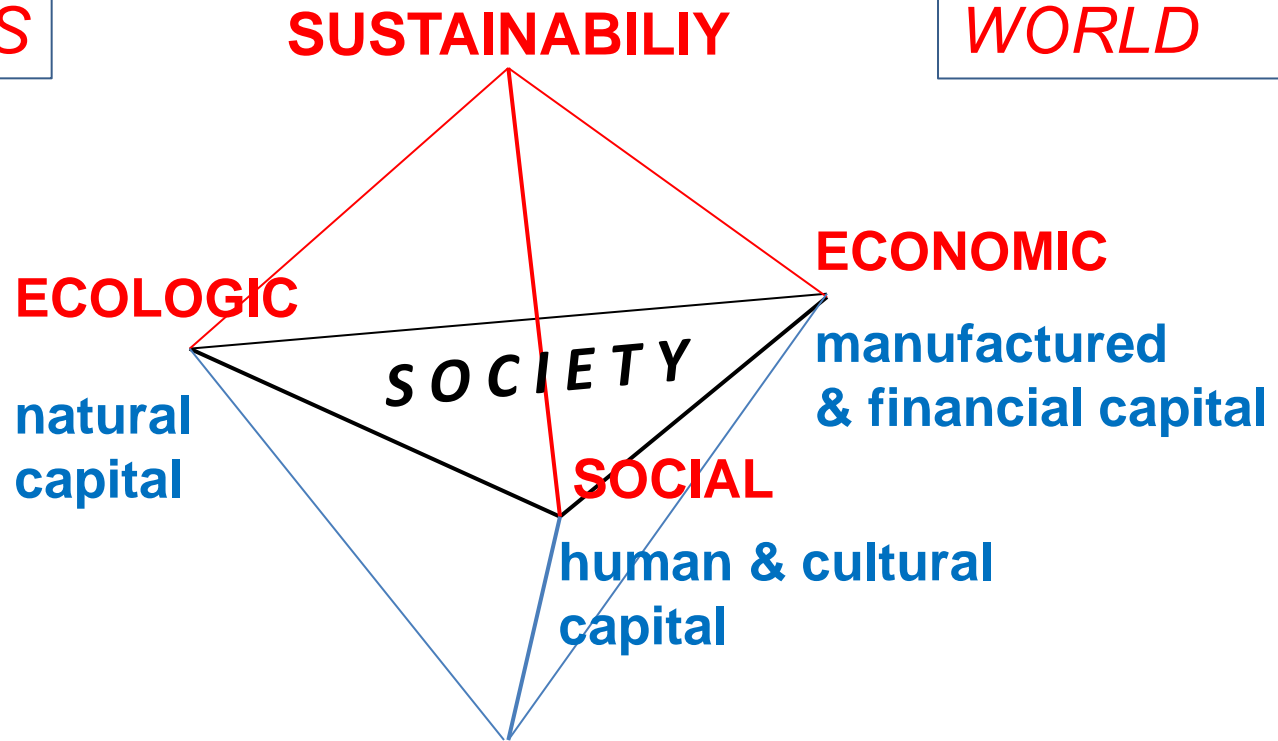 S
SUSTAINABILIY
WORLD
ECONOMIC
ECOLOGIC
manufactured
& financial capital
SOCIETY
natural
capital
SOCIAL
human & cultural
capital